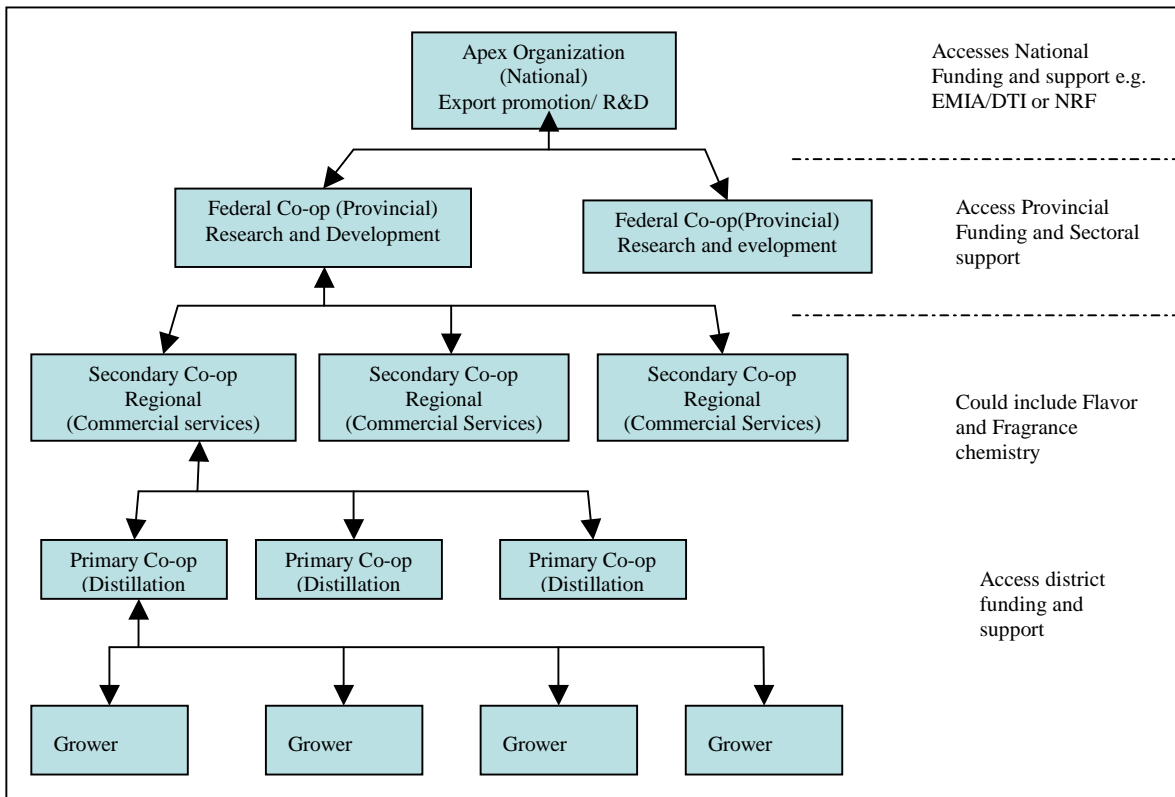 Apex Organization
(National)
Export promotion/ R&D
Accesses National
Funding and support e.g.
EMIA/DTI or NRF
Federal Co-op (Provincial)
Research and Development
Federal Co-op(Provincial)
Research and evelopment
Access Provincial
Funding and Sectoral
support
Secondary Co-op
Regional
(Commercial services)
Secondary Co-op
Regional
(Commercial Services)
Secondary Co-op
Regional
(Commercial Services)
Could include Flavor
and Fragrance
chemistry
Primary Co-op
(Distillation
Primary Co-op
(Distillation
Primary Co-op
(Distillation
Access district
funding and
support
Grower
Grower
Grower
Grower